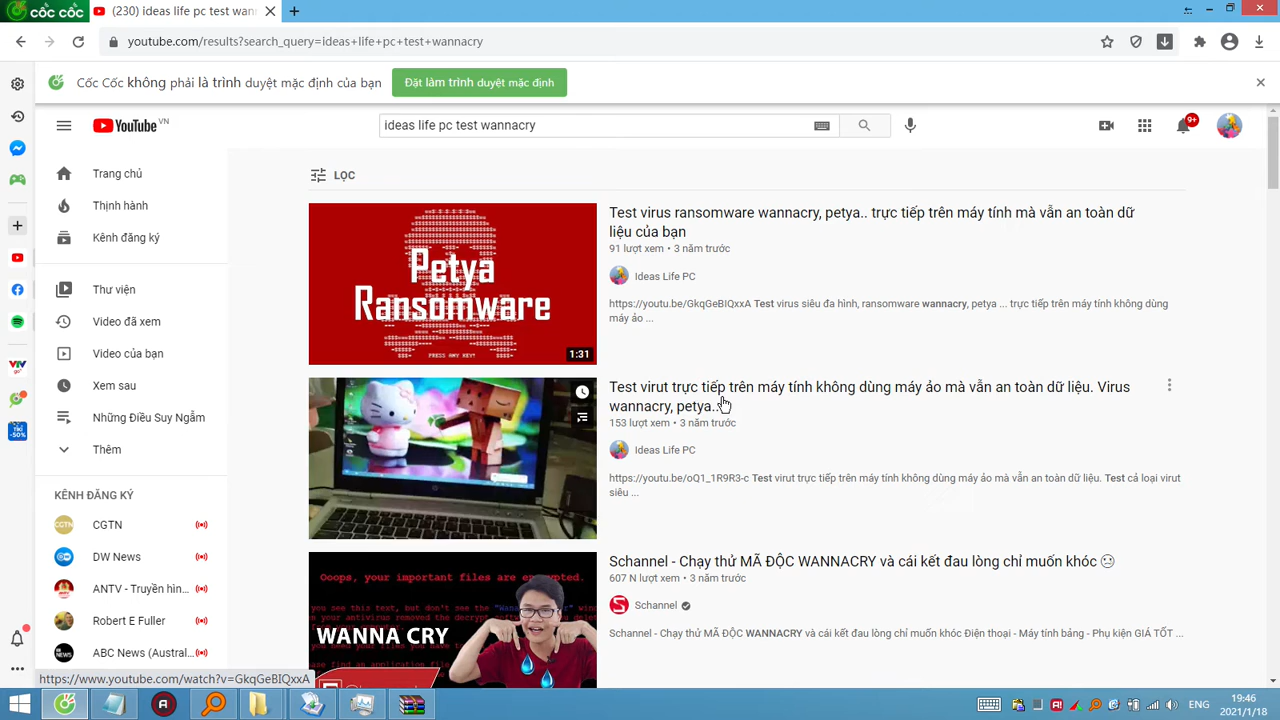 cốc cốc
(230) ideas life pc test wan
youtube.com/results?search_query=ideas+life+pc+test+wannacry
Cốc Cốc không phải là trình duyệt mặc định của bạn
Đặt làm trình duyệt mặc định
YouTube VN
ideas life pc test wannacry
9+
Trang chủ
Thịnh hành
Kênh đăng ký
Thư viện
Video đã xem
Xem sau
Những Điều Suy Ngẫm
Thêm
KÊNH ĐĂNG KÝ
CGTN
DW News
ANTV - Truyền hìn...
Robert E Fuller
ABC News (Austral...
LỌC
Petya
Ransomware
PRESS ANY KEY!
1:31
Test virus ransomware wannacry, petya trực tiếp trên máy tính mà vẫn an toàn
liệu của bạn
91 lượt xem • 3 năm trước
Ideas Life PC
https://youtu.be/GkqGeBIQxxA Test virus siêu đa hình, ransomware wannacry, petya ... trực tiếp trên máy tính không dùng
máy ảo ...
Test virut trực tiếp trên máy tính không dùng máy ảo mà vẫn an toàn dữ liệu. Virus
wannacry, petya...
153 lượt xem • 3 năm trước
Ideas Life PC
https://youtu.be/oQ1_1R9R3-c Test virut trực tiếp trên máy tính không dùng máy ảo mà vẫn an toàn dữ liệu. Test cả loại virut
siêu ...
Ooops, your important files are encrypted.
WANNA CRY
Schannel - Chạy thử MÃ ĐỘC WANNACRY và cái kết đau lòng chỉ muốn khóc
607 N lượt xem • 3 năm trước
Schannel
Schannel - Chạy thử MÃ ĐỘC WANNACRY và cái kết đau lòng chỉ muốn khóc Điện thoại - Máy tính bảng - Phụ kiện GIÁ TỐT ...
https://www.youtube.com/watch?v=GkqGeBIQxxA
ENG
19:46
2021/1/18